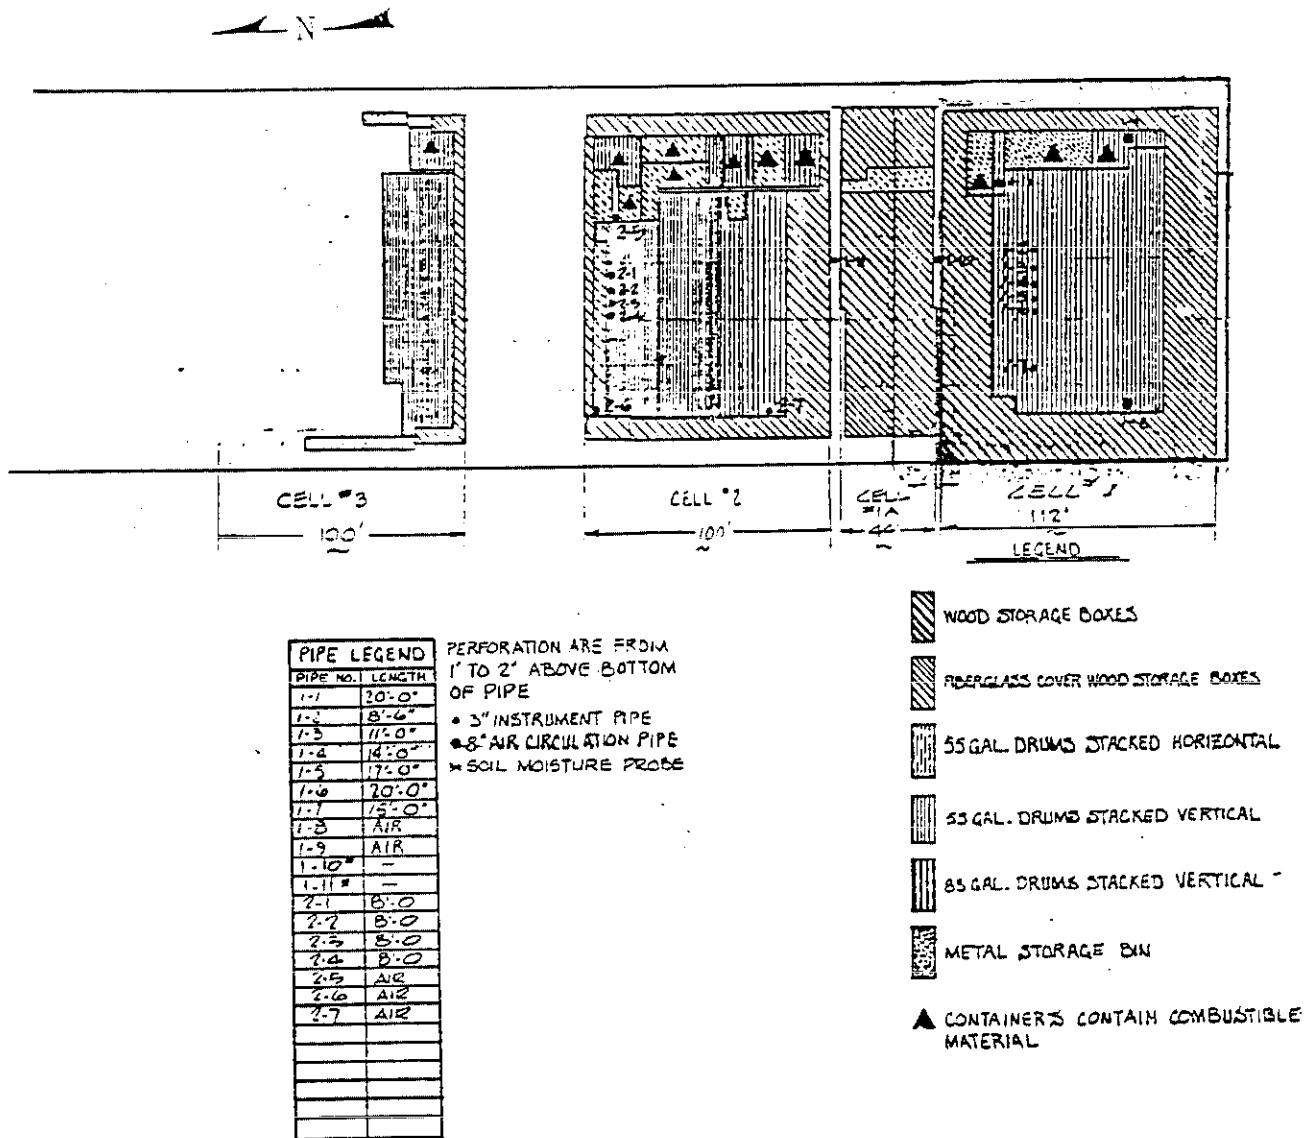 N
2-5
2-1
2-2
2-3
2-4
2-6
2-7
CELL #3
100'
CELL #2
100'
CELL
#1A
44'
CELL #1
112'
LEGEND
WOOD STORAGE BOXES
FIBERGLASS COVER WOOD STORAGE BOXES
55 GAL. DRUMS STACKED HORIZONTAL
55 GAL. DRUMS STACKED VERTICAL
85 GAL. DRUMS STACKED VERTICAL
METAL STORAGE BIN
CONTAINERS CONTAIN COMBUSTIBLE
MATERIAL
PIPE LEGEND
PIPE NO. LENGTH
1-1 20'-0"
1-2 8'-6"
1-3 11'-0"
1-4 14'-0"
1-5 17'-0"
1-6 20'-0"
1-7 15'-0"
1-8 AIR
1-9 AIR
1-10* —
1-11* —
2-1 8'-0
2-2 8'-0
2-3 8'-0
2-4 8'-0
2-5 AIR
2-6 AIR
2-7 AIR
PERFORATION ARE FROM
1' TO 2' ABOVE BOTTOM
OF PIPE
• 3" INSTRUMENT PIPE
● 8" AIR CIRCULATION PIPE
* SOIL MOISTURE PROBE